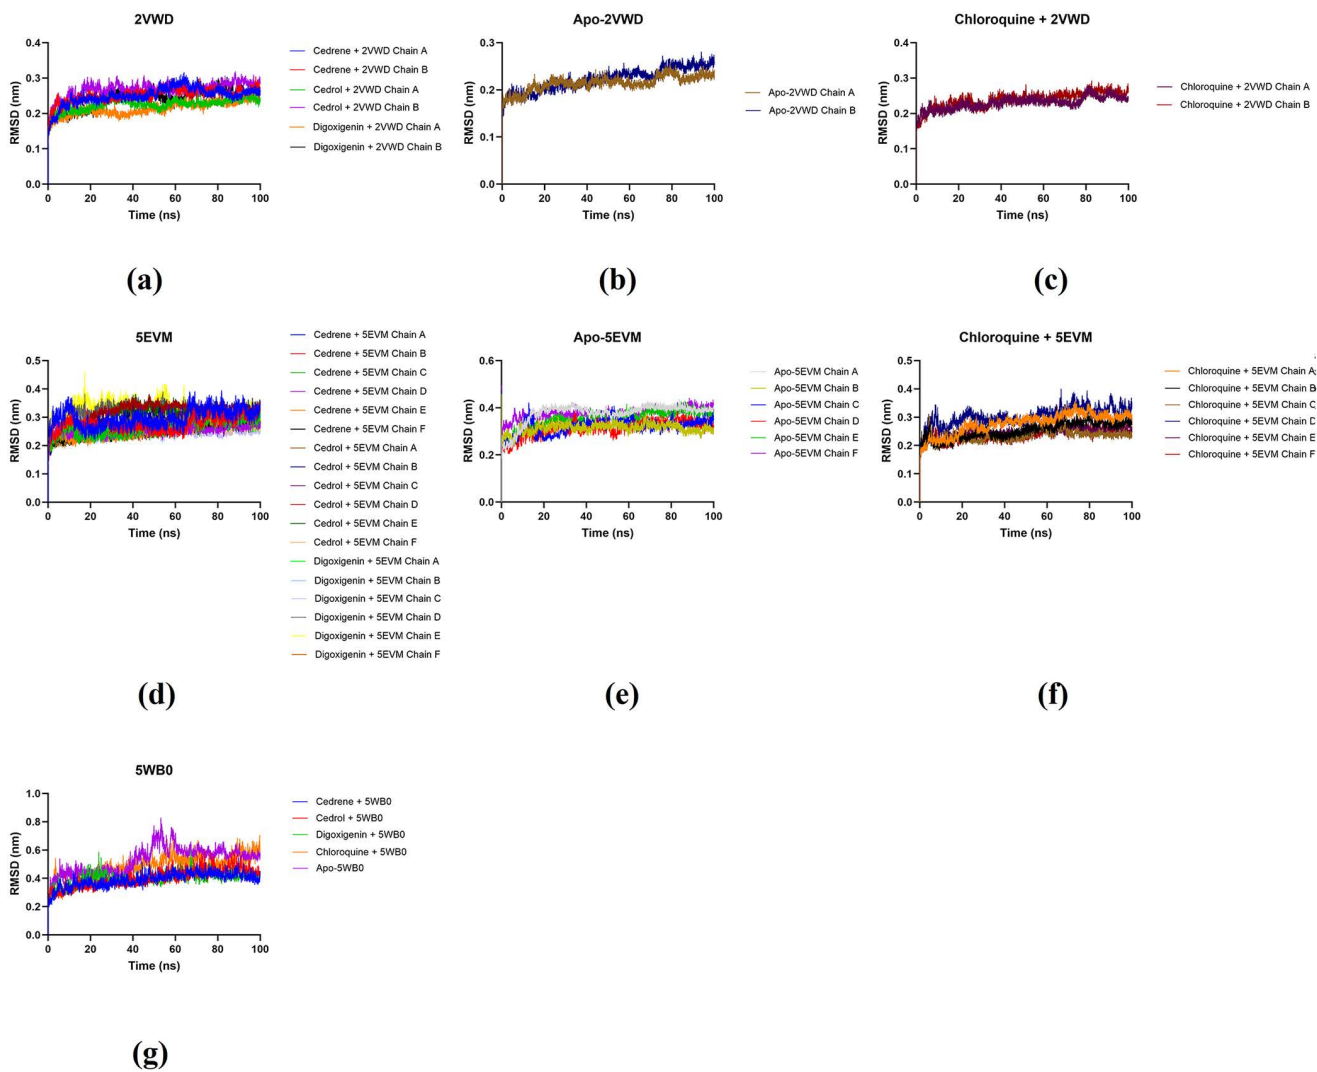 2VWD
0.4
0.3
0.2
0.1
0.0
RMSD (nm)
0 20 40 60 80 100
Time (ns)
Cedrene + 2VWD Chain A
Cedrene + 2VWD Chain B
Cedrol + 2VWD Chain A
Cedrol + 2VWD Chain B
Digoxigenin + 2VWD Chain A
Digoxigenin + 2VWD Chain B
(a)
Apo-2VWD
0.3
0.2
0.1
0.0
RMSD (nm)
0 20 40 60 80 100
Time (ns)
Apo-2VWD Chain A
Apo-2VWD Chain B
(b)
Chloroquine + 2VWD
0.4
0.3
0.2
0.1
0.0
RMSD (nm)
0 20 40 60 80 100
Time (ns)
Chloroquine + 2VWD Chain A
Chloroquine + 2VWD Chain B
(c)
5EVM
0.5
0.4
0.3
0.2
0.1
0.0
RMSD (nm)
0 20 40 60 80 100
Time (ns)
Cedrene + 5EVM Chain A
Cedrene + 5EVM Chain B
Cedrene + 5EVM Chain C
Cedrene + 5EVM Chain D
Cedrene + 5EVM Chain E
Cedrene + 5EVM Chain F
Cedrol + 5EVM Chain A
Cedrol + 5EVM Chain B
Cedrol + 5EVM Chain C
Cedrol + 5EVM Chain D
Cedrol + 5EVM Chain E
Cedrol + 5EVM Chain F
Digoxigenin + 5EVM Chain A
Digoxigenin + 5EVM Chain B
Digoxigenin + 5EVM Chain C
Digoxigenin + 5EVM Chain D
Digoxigenin + 5EVM Chain E
Digoxigenin + 5EVM Chain F
(d)
Apo-5EVM
0.6
0.4
0.2
0.0
RMSD (nm)
0 20 40 60 80 100
Time (ns)
Apo-5EVM Chain A
Apo-5EVM Chain B
Apo-5EVM Chain C
Apo-5EVM Chain D
Apo-5EVM Chain E
Apo-5EVM Chain F
(e)
Chloroquine + 5EVM
0.5
0.4
0.3
0.2
0.1
0.0
RMSD (nm)
0 20 40 60 80 100
Time (ns)
Chloroquine + 5EVM Chain A
Chloroquine + 5EVM Chain B
Chloroquine + 5EVM Chain C
Chloroquine + 5EVM Chain D
Chloroquine + 5EVM Chain E
Chloroquine + 5EVM Chain F
(f)
5WB0
1.0
0.8
0.6
0.4
0.2
0.0
RMSD (nm)
0 20 40 60 80 100
Time (ns)
Cedrene + 5WB0
Cedrol + 5WB0
Digoxigenin + 5WB0
Chloroquine + 5WB0
Apo-5WB0
(g)